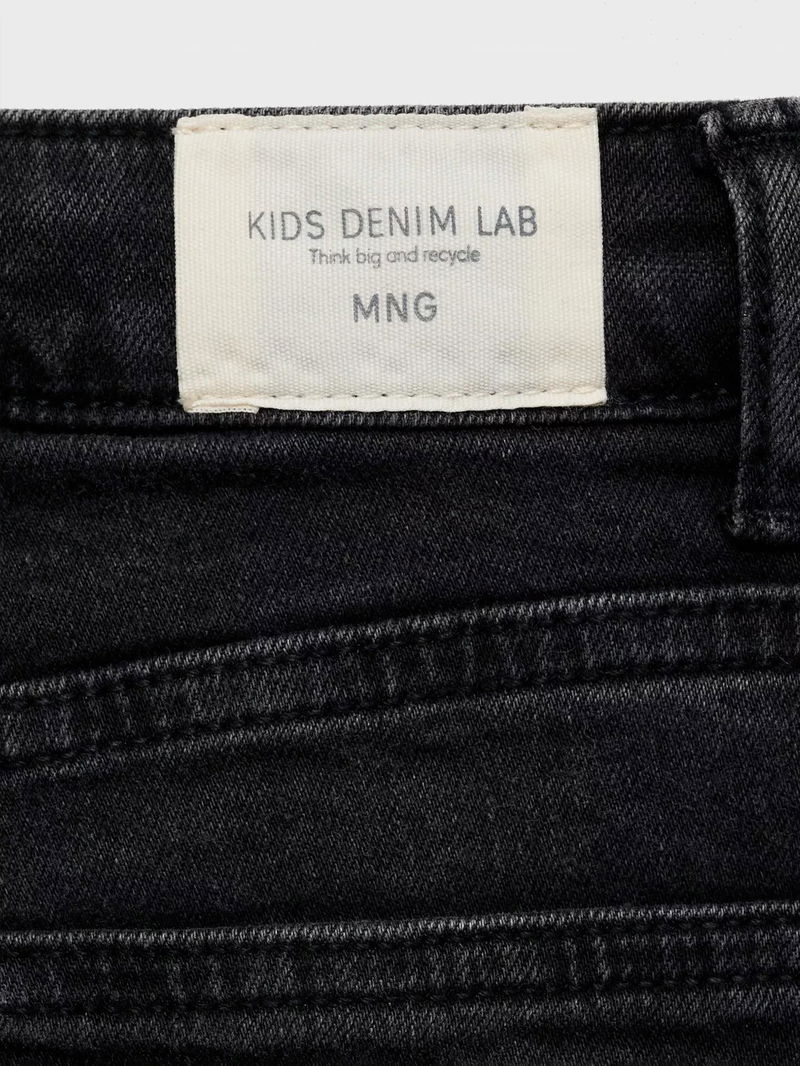 KIDS DENIM LAB
Think big and recycle
MNG